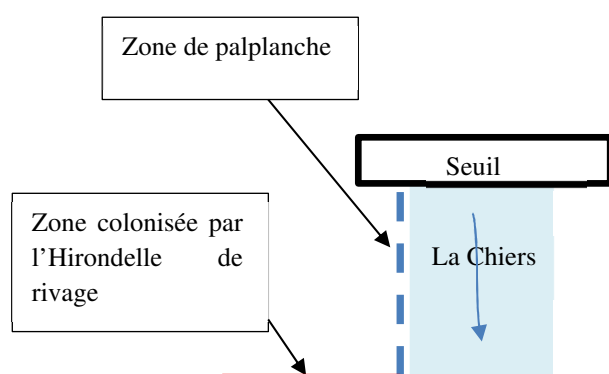 Zone de palplanche
Seuil
Zone colonisée par
l’Hirondelle de
rivage
La Chiers